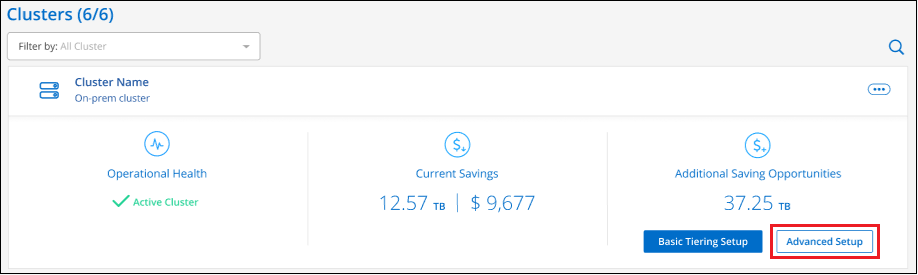 Clusters (6/6)
Filter by: All Cluster
Cluster Name
On-prem cluster
Operational Health
Active Cluster
Current Savings
12.57 TB | $ 9,677
Additional Saving Opportunities
37.25 TB
Basic Tiering Setup
Advanced Setup